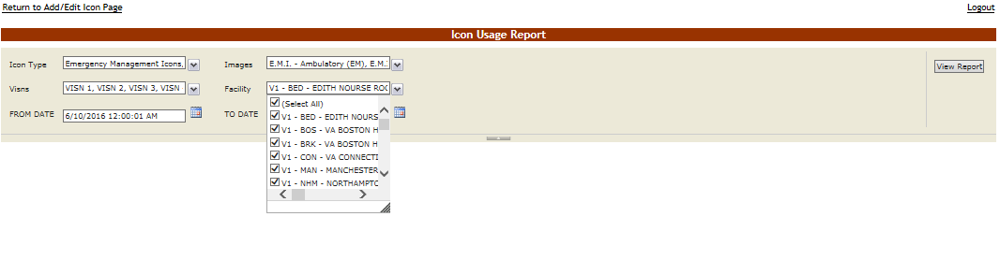 Return to Add/Edit Icon Page
Logout
Icon Usage Report
Icon Type
Emergency Management Icons,
Images
E.M.I. - Ambulatory (EM), E.M.
View Report
Visns
VISN 1, VISN 2, VISN 3, VISN
Facility
V1 - BED - EDITH NOURSE ROG
FROM DATE
6/10/2016 12:00:01 AM
TO DATE
(Select All)
V1 - BED - EDITH NOURS
V1 - BOS - VA BOSTON H
V1 - BRK - VA BOSTON H
V1 - CON - VA CONNECTI
V1 - MAN - MANCHESTER
V1 - NHM - NORTHAMPTO